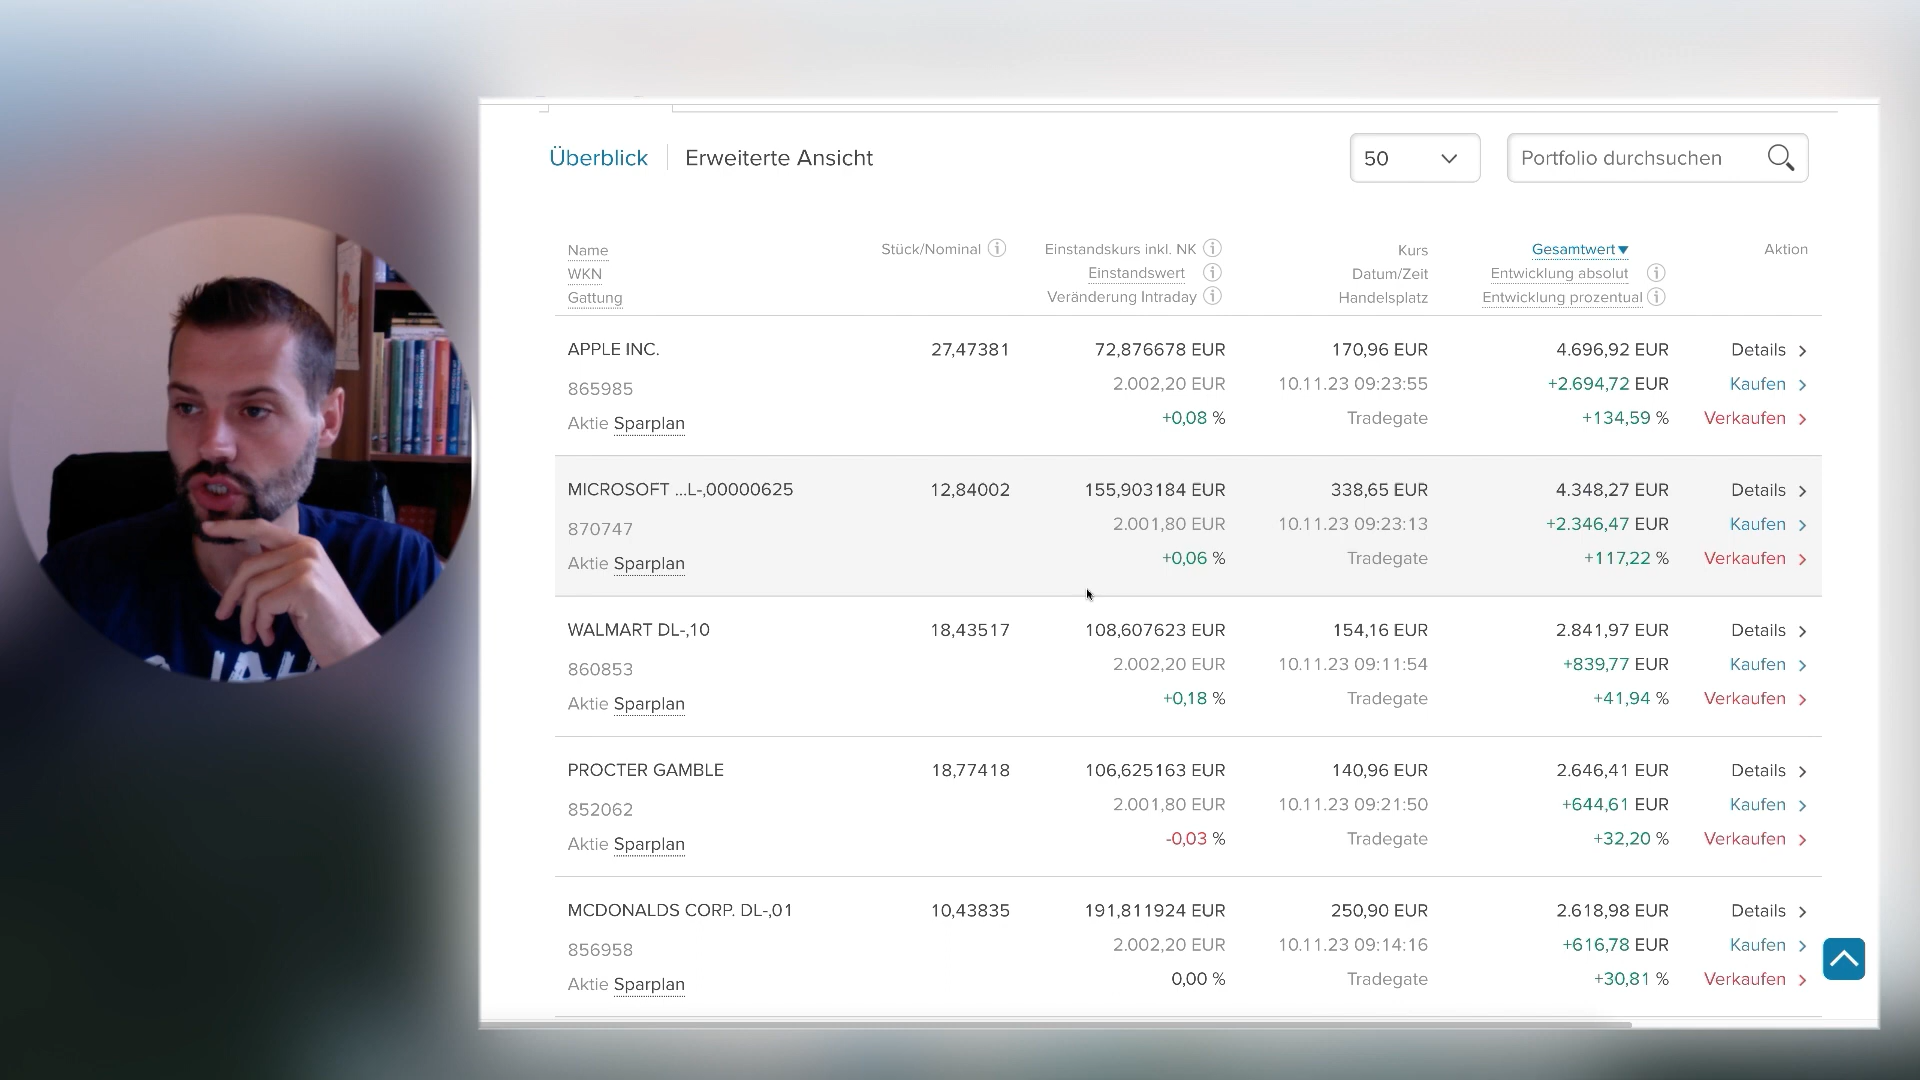 Überblick Erweiterte Ansicht 50 Portfolio durchsuchen
Name Stück/Nominal Einstandskurs inkl. NK Kurs Gesamtwert Aktion
WKN Einstandswert Datum/Zeit Entwicklung absolut
Gattung Veränderung Intraday Handelsplatz Entwicklung prozentual
APPLE INC. 27,47381 72,876678 EUR 170,96 EUR 4.696,92 EUR Details
865985 2.002,20 EUR 10.11.23 09:23:55 +2.694,72 EUR Kaufen
Aktie Sparplan +0,08 % Tradegate +134,59 % Verkaufen
MICROSOFT ...L-,00000625 12,84002 155,903184 EUR 338,65 EUR 4.348,27 EUR Details
870747 2.001,80 EUR 10.11.23 09:23:13 +2.346,47 EUR Kaufen
Aktie Sparplan +0,06 % Tradegate +117,22 % Verkaufen
WALMART DL-,10 18,43517 108,607623 EUR 154,16 EUR 2.841,97 EUR Details
860853 2.002,20 EUR 10.11.23 09:11:54 +839,77 EUR Kaufen
Aktie Sparplan +0,18 % Tradegate +41,94 % Verkaufen
PROCTER GAMBLE 18,77418 106,625163 EUR 140,96 EUR 2.646,41 EUR Details
852062 2.001,80 EUR 10.11.23 09:21:50 +644,61 EUR Kaufen
Aktie Sparplan -0,03 % Tradegate +32,20 % Verkaufen
MCDONALDS CORP. DL-,01 10,43835 191,811924 EUR 250,90 EUR 2.618,98 EUR Details
856958 2.002,20 EUR 10.11.23 09:14:16 +616,78 EUR Kaufen
Aktie Sparplan 0,00 % Tradegate +30,81 % Verkaufen